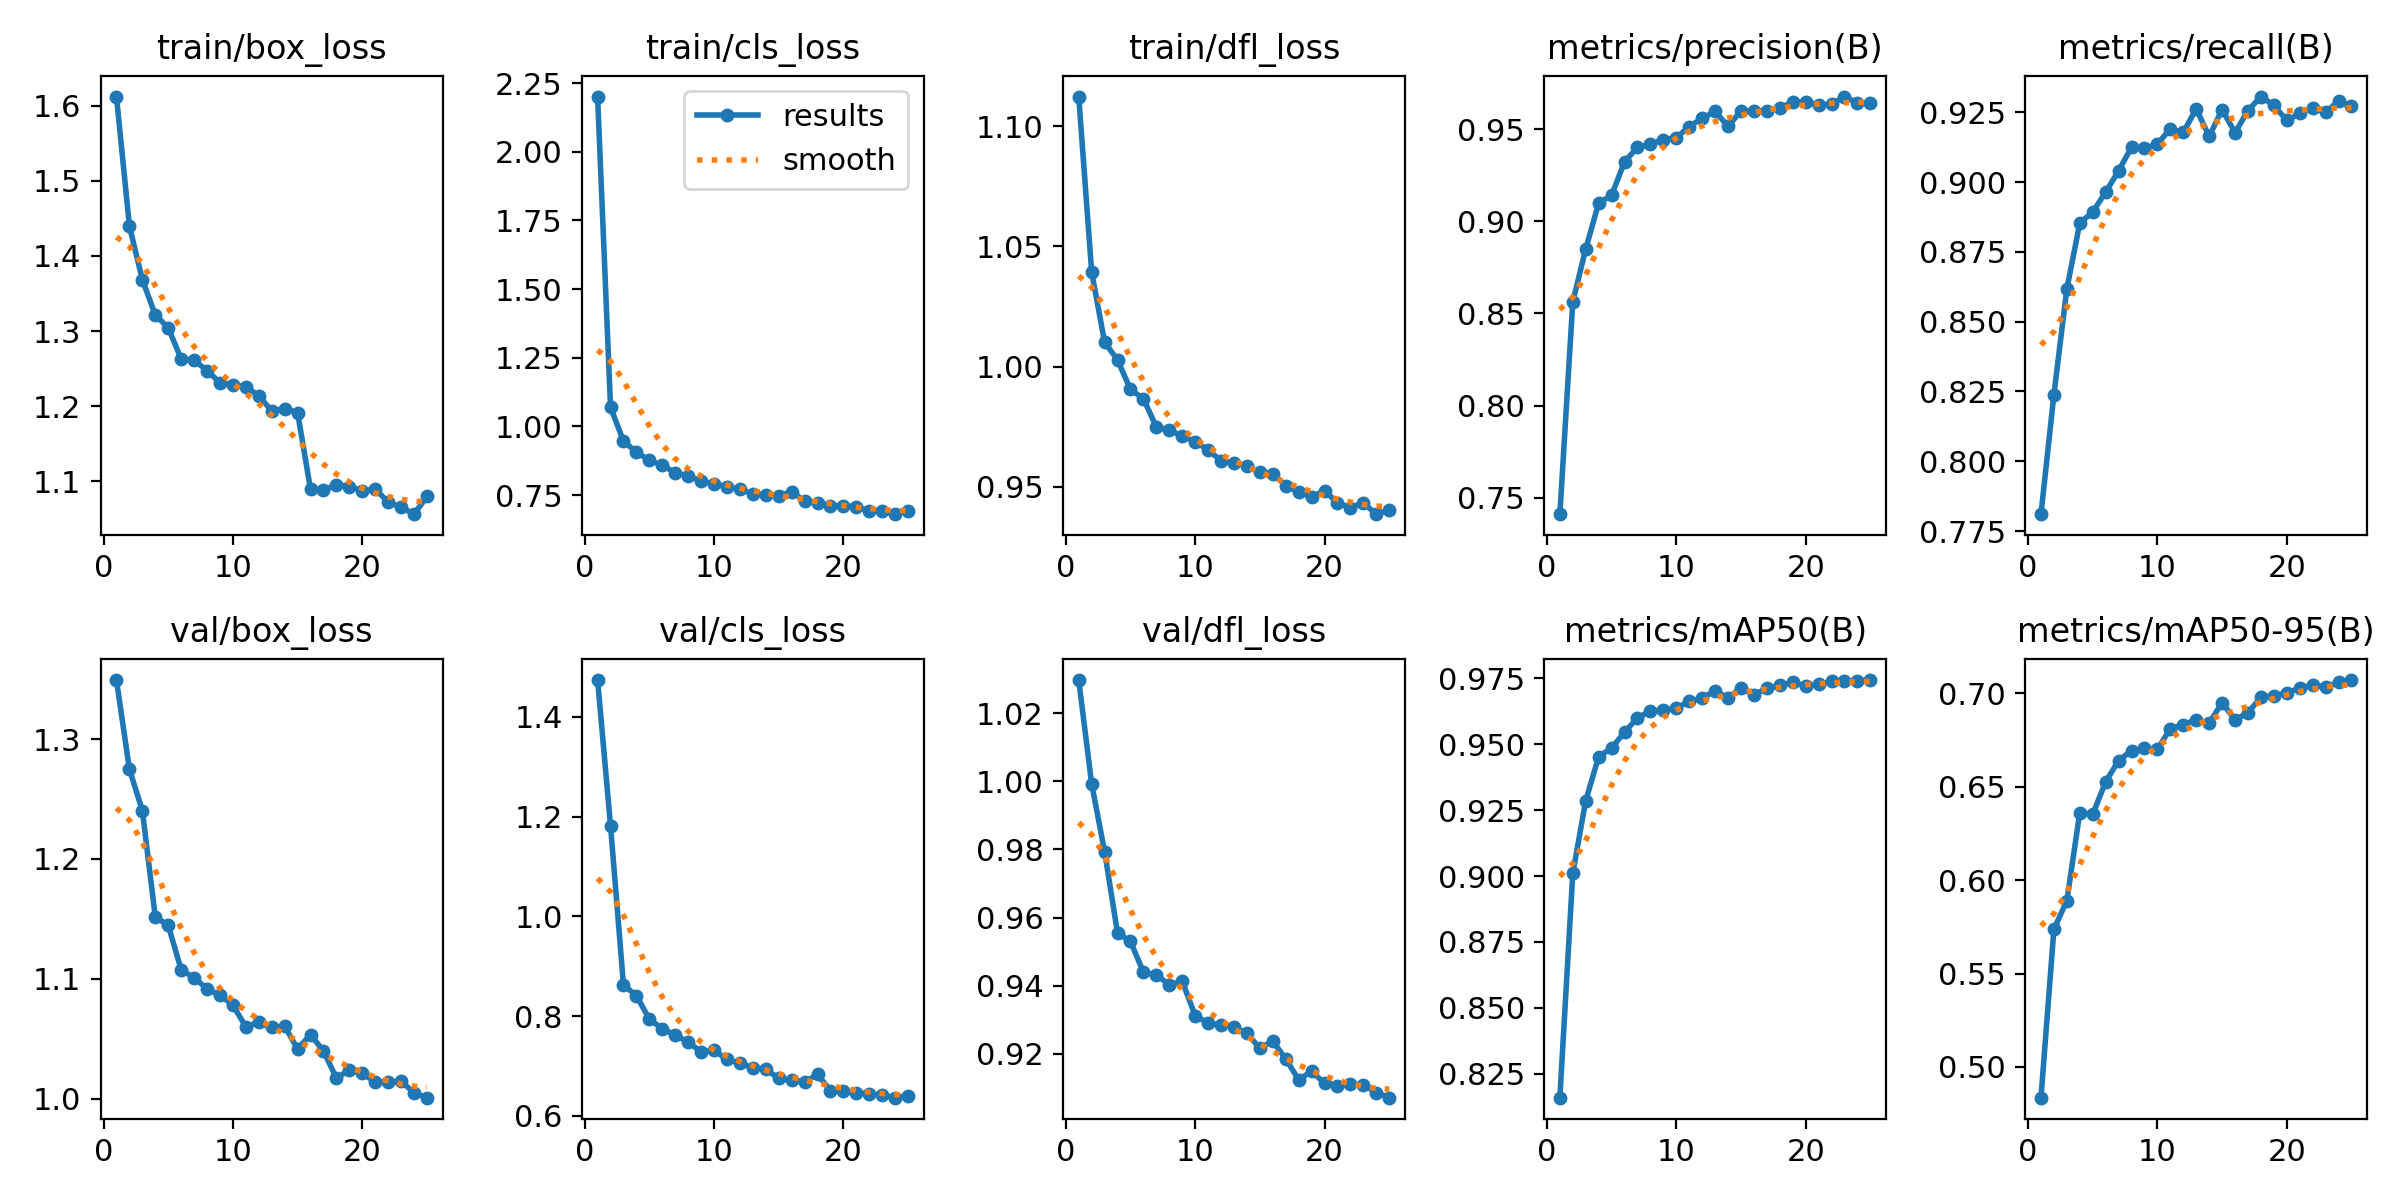 train/box_loss
1.6
1.5
1.4
1.3
1.2
1.1
0 10 20
train/cls_loss
results
smooth
2.25
2.00
1.75
1.50
1.25
1.00
0.75
0 10 20
train/dfl_loss
1.10
1.05
1.00
0.95
0 10 20
metrics/precision(B)
0.95
0.90
0.85
0.80
0.75
0 10 20
metrics/recall(B)
0.925
0.900
0.875
0.850
0.825
0.800
0.775
0 10 20
val/box_loss
1.3
1.2
1.1
1.0
0 10 20
val/cls_loss
1.4
1.2
1.0
0.8
0.6
0 10 20
val/dfl_loss
1.02
1.00
0.98
0.96
0.94
0.92
0 10 20
metrics/mAP50(B)
0.975
0.950
0.925
0.900
0.875
0.850
0.825
0 10 20
metrics/mAP50-95(B)
0.70
0.65
0.60
0.55
0.50
0 10 20